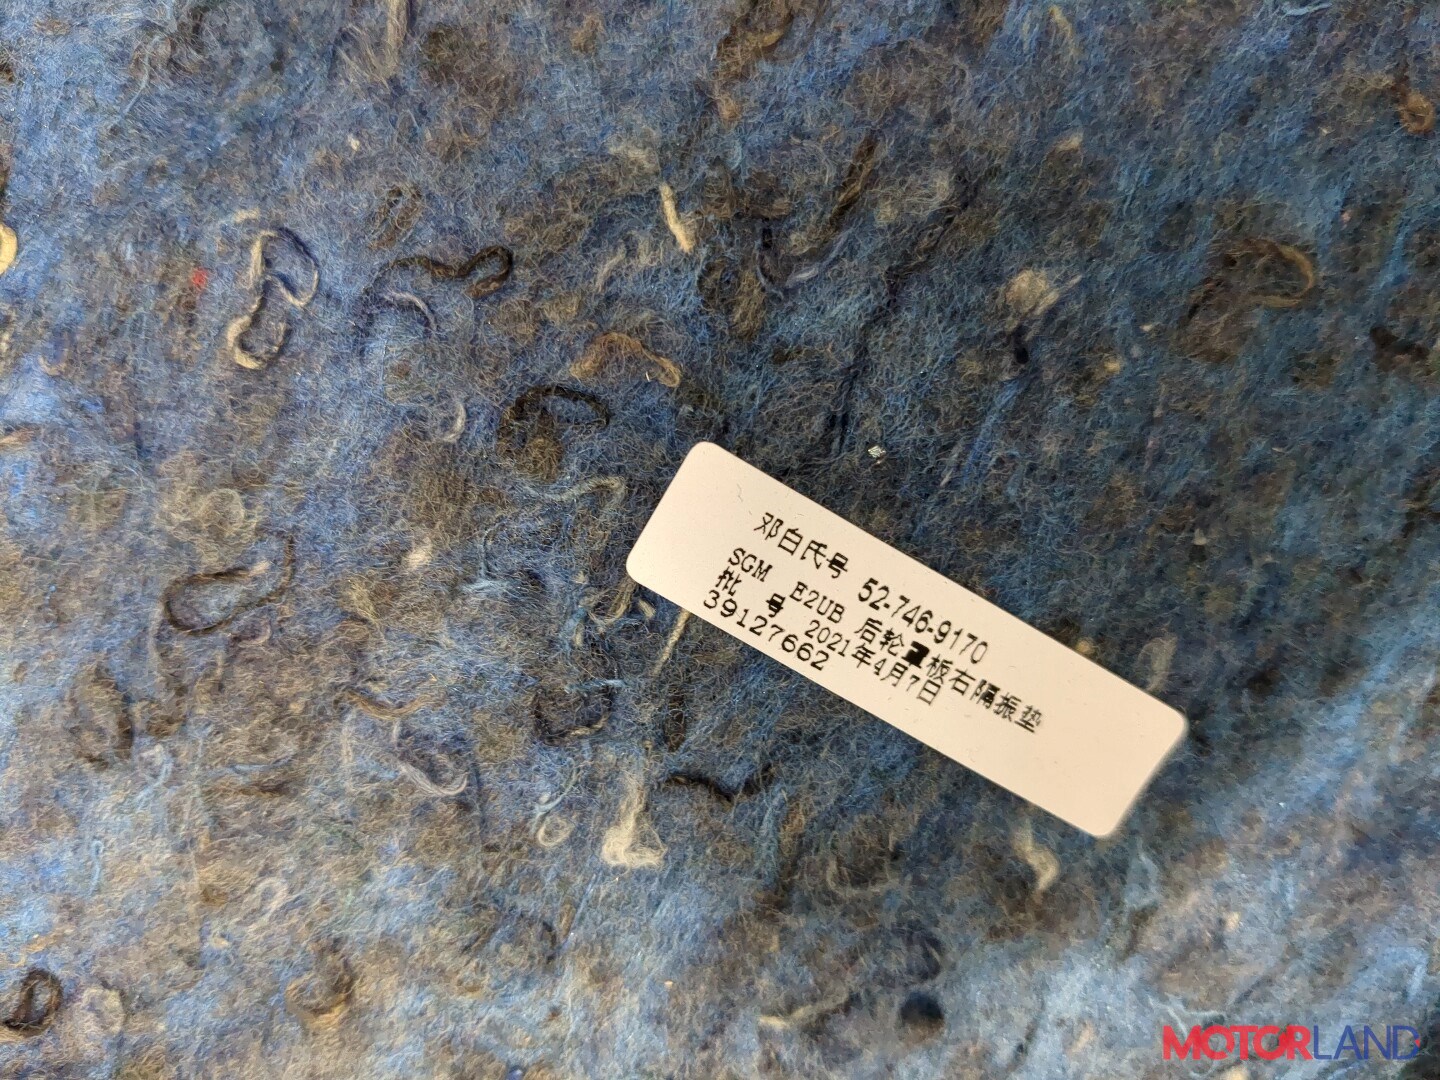 邓白氏号 52-746-9170
SGM E2UB 后轮罩板右隔振垫
批 号 2021年4月7日
39127662
MOTORLAND